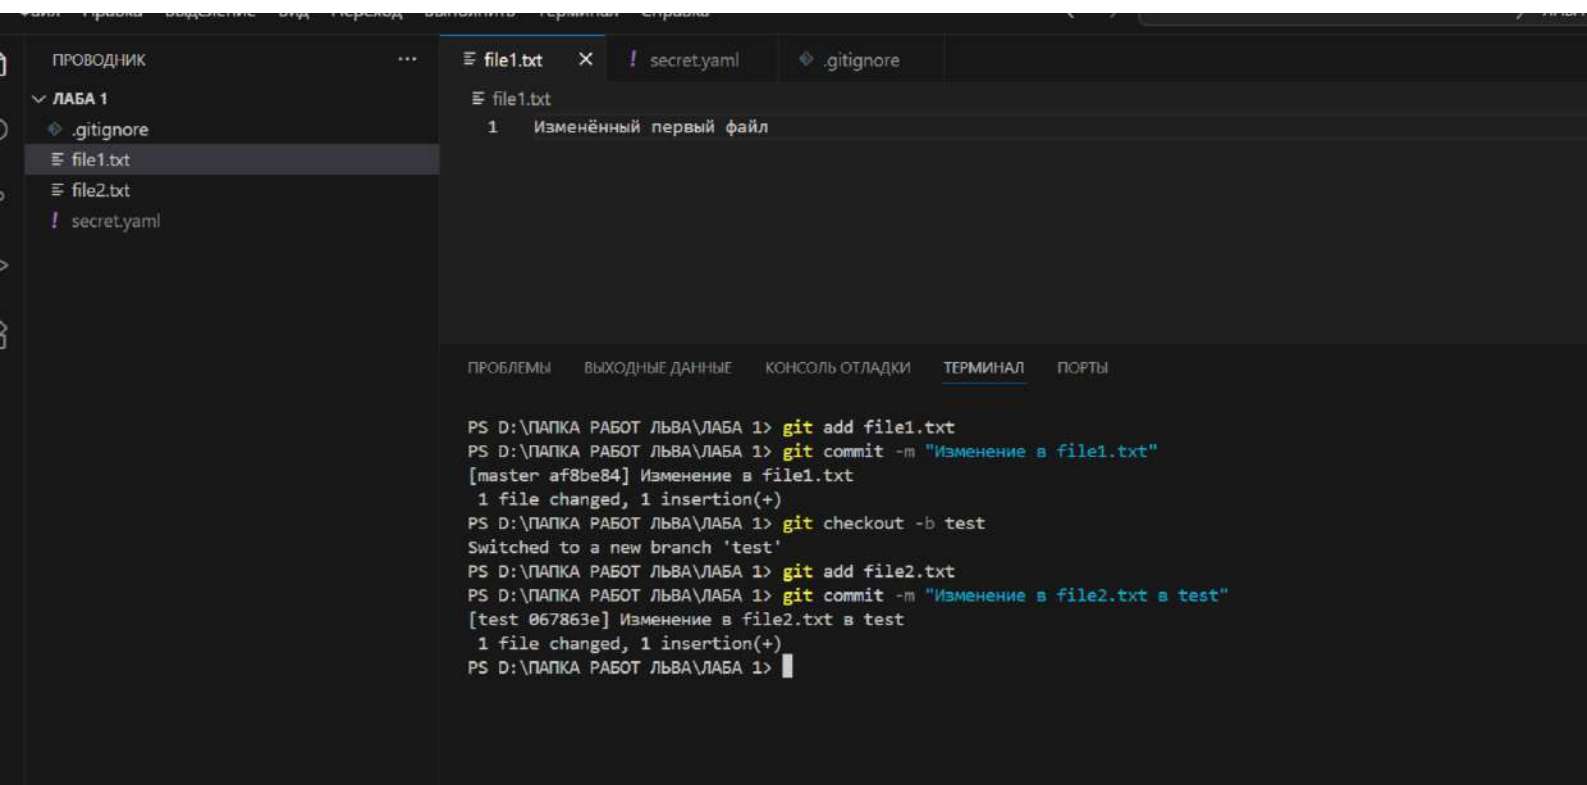 ПРОВОДНИК
ЛАБА 1
.gitignore
file1.txt
file2.txt
secret.yaml
file1.txt
secret.yaml
.gitignore
file1.txt
1 Изменённый первый файл
ПРОБЛЕМЫ ВЫХОДНЫЕ ДАННЫЕ КОНСОЛЬ ОТЛАДКИ ТЕРМИНАЛ ПОРТЫ
PS D:\ПАПКА РАБОТ ЛЬВА\ЛАБА 1> git add file1.txt
PS D:\ПАПКА РАБОТ ЛЬВА\ЛАБА 1> git commit -m "Изменение в file1.txt"
[master af8be84] Изменение в file1.txt
1 file changed, 1 insertion(+)
PS D:\ПАПКА РАБОТ ЛЬВА\ЛАБА 1> git checkout -b test
Switched to a new branch 'test'
PS D:\ПАПКА РАБОТ ЛЬВА\ЛАБА 1> git add file2.txt
PS D:\ПАПКА РАБОТ ЛЬВА\ЛАБА 1> git commit -m "Изменение в file2.txt в test"
[test 067863e] Изменение в file2.txt в test
1 file changed, 1 insertion(+)
PS D:\ПАПКА РАБОТ ЛЬВА\ЛАБА 1>